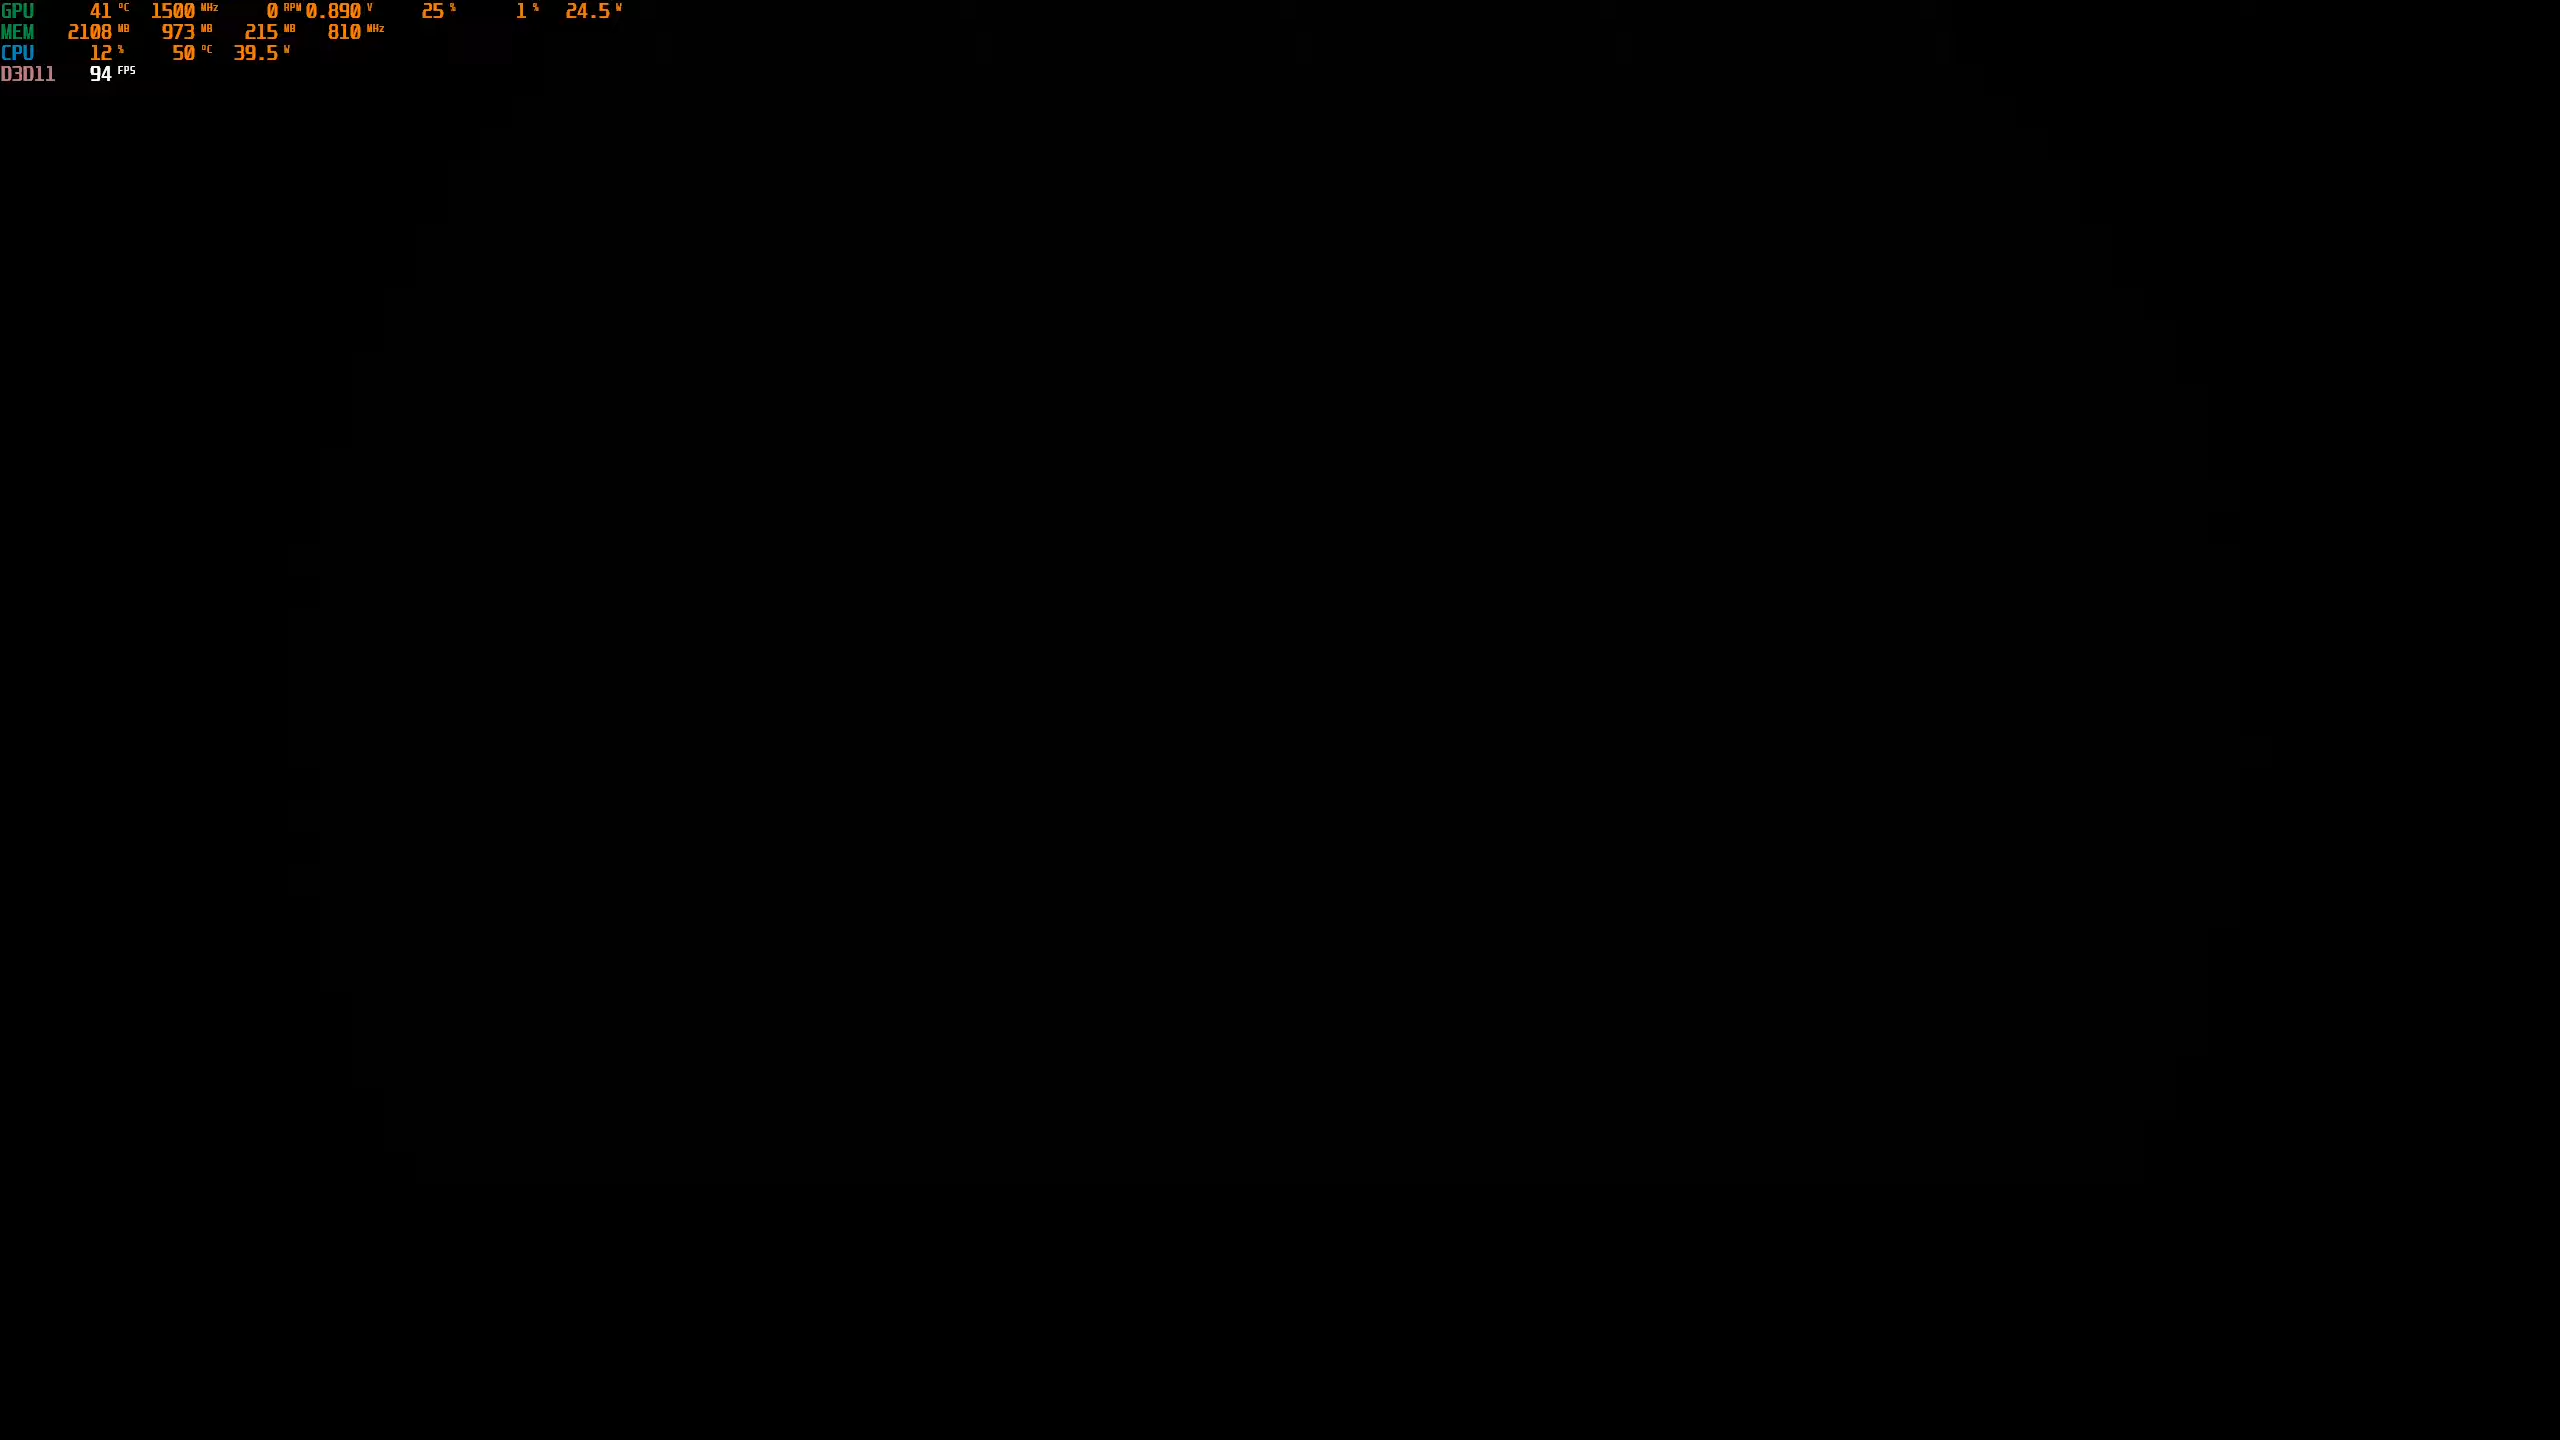 GPU 41 °C 1500 MHz 0 RPM 0.890 V 25 % 1 % 24.5 W
MEM 2108 MB 973 MB 215 MB 810 MHz
CPU 12 % 50 °C 39.5 W
D3D11 94 FPS